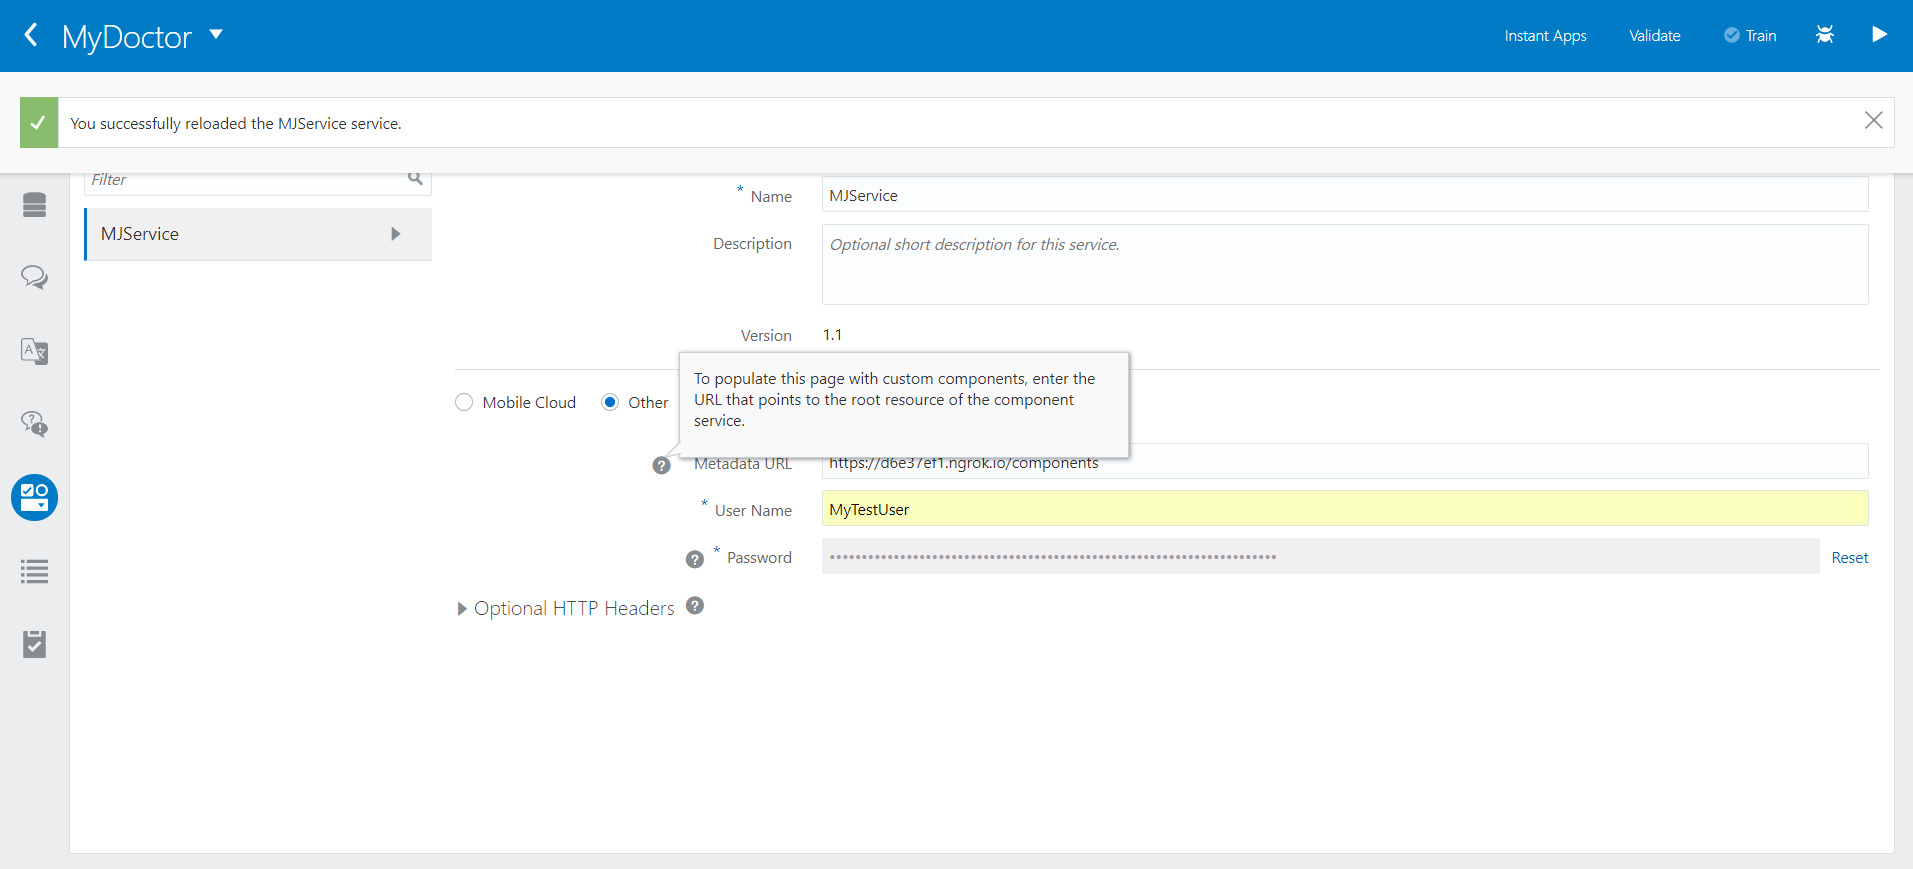 MyDoctor
Instant Apps
Validate
Train
You successfully reloaded the MJService service.
Filter
MJService
* Name
MJService
Description
Optional short description for this service.
Version
1.1
Mobile Cloud
Other
To populate this page with custom components, enter the
URL that points to the root resource of the component
service.
? Metadata URL
https://d6e37ef1.ngrok.io/components
* User Name
MyTestUser
? * Password
Reset
Optional HTTP Headers ?